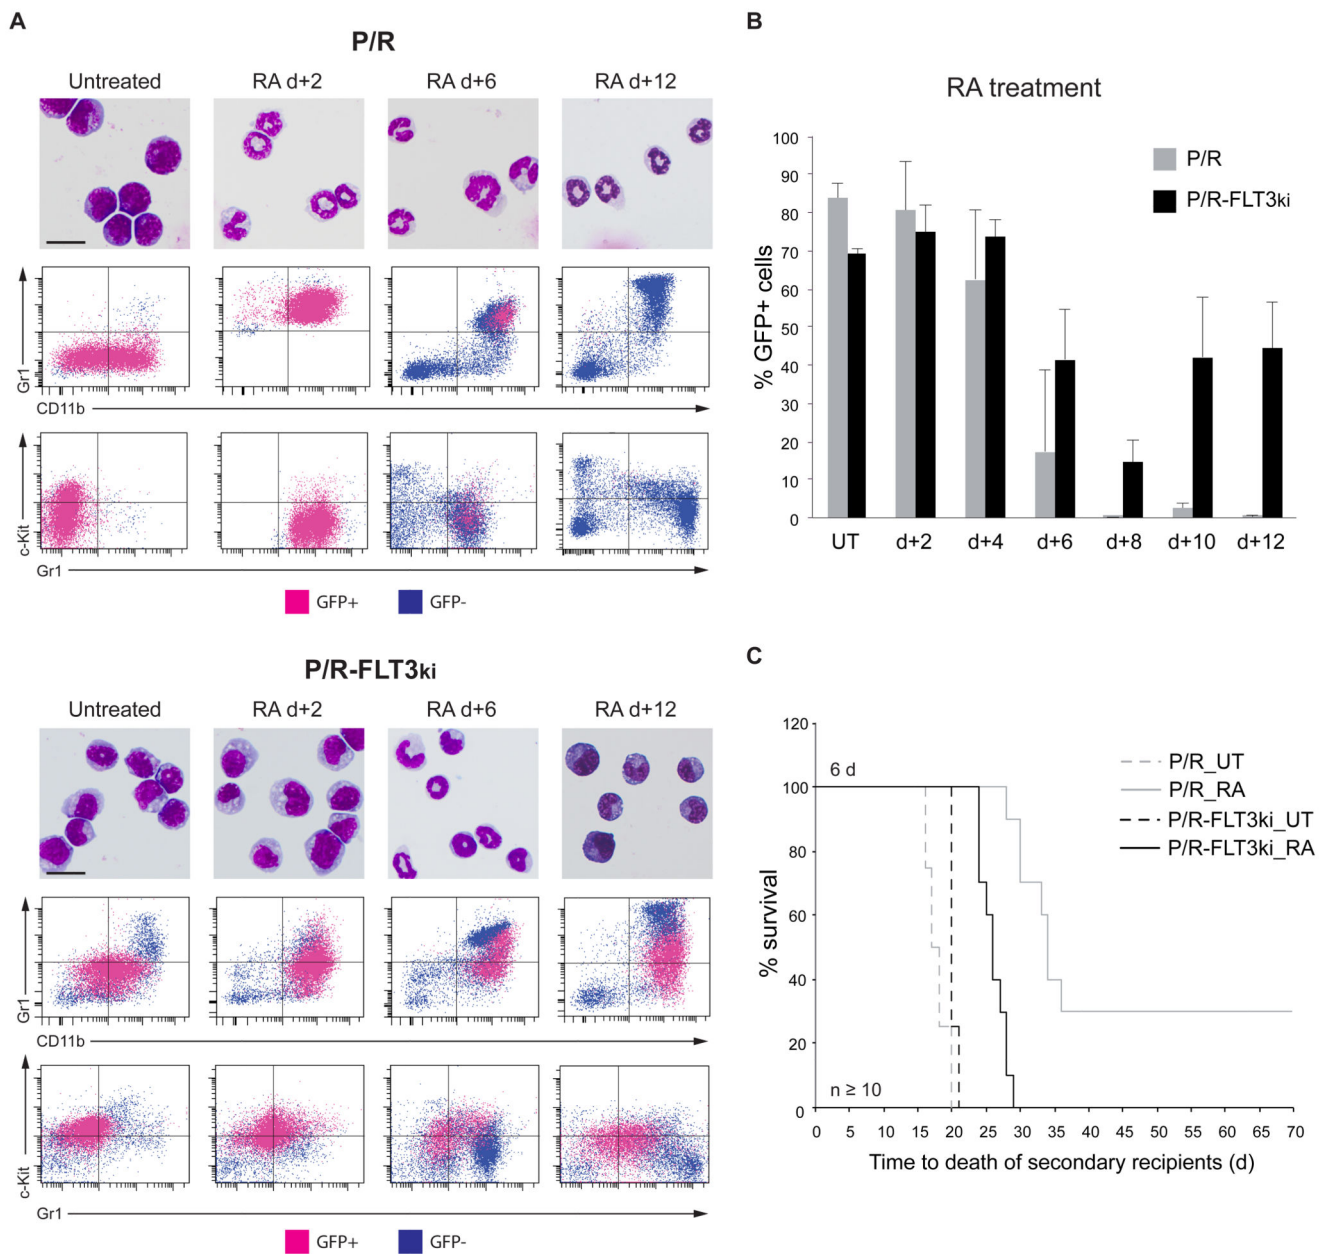 A
P/R
Untreated
RA d+2
RA d+6
RA d+12
Gr1
CD11b
c-Kit
Gr1
GFP+
GFP-
P/R-FLT3ki
Untreated
RA d+2
RA d+6
RA d+12
Gr1
CD11b
c-Kit
Gr1
GFP+
GFP-
B
RA treatment
100
90
80
70
60
50
40
30
20
10
0
% GFP+ cells
P/R
P/R-FLT3ki
UT
d+2
d+4
d+6
d+8
d+10
d+12
C
120
100
80
60
40
20
0
% survival
6 d
n ≥ 10
P/R_UT
P/R_RA
P/R-FLT3ki_UT
P/R-FLT3ki_RA
0
5
10
15
20
25
30
35
40
45
50
55
60
65
70
Time to death of secondary recipients (d)